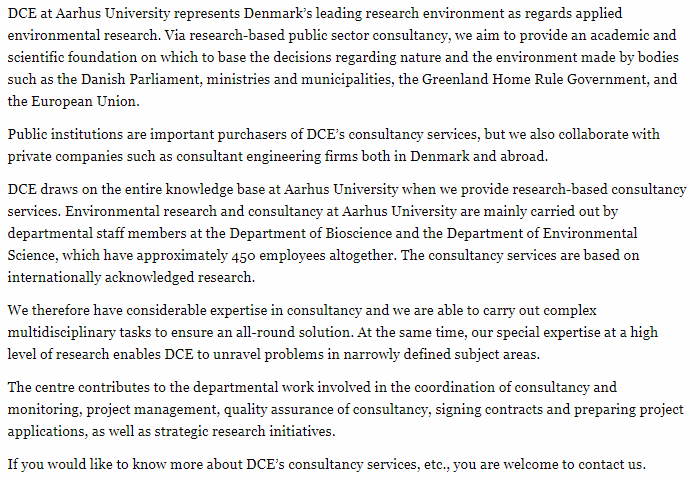 DCE at Aarhus University represents Denmark's leading research environment as regards applied
environmental research. Via research-based public sector consultancy, we aim to provide an academic and
scientific foundation on which to base the decisions regarding nature and the environment made by bodies
such as the Danish Parliament, ministries and municipalities, the Greenland Home Rule Government, and
the European Union.
Public institutions are important purchasers of DCE's consultancy services, but we also collaborate with
private companies such as consultant engineering firms both in Denmark and abroad.
DCE draws on the entire knowledge base at Aarhus University when we provide research-based consultancy
services. Environmental research and consultancy at Aarhus University are mainly carried out by
departmental staff members at the Department of Bioscience and the Department of Environmental
Science, which have approximately 450 employees altogether. The consultancy services are based on
internationally acknowledged research.
We therefore have considerable expertise in consultancy and we are able to carry out complex
multidisciplinary tasks to ensure an all-round solution. At the same time, our special expertise at a high
level of research enables DCE to unravel problems in narrowly defined subject areas.
The centre contributes to the departmental work involved in the coordination of consultancy and
monitoring, project management, quality assurance of consultancy, signing contracts and preparing project
applications, as well as strategic research initiatives.
If you would like to know more about DCE's consultancy services, etc., you are welcome to contact us.